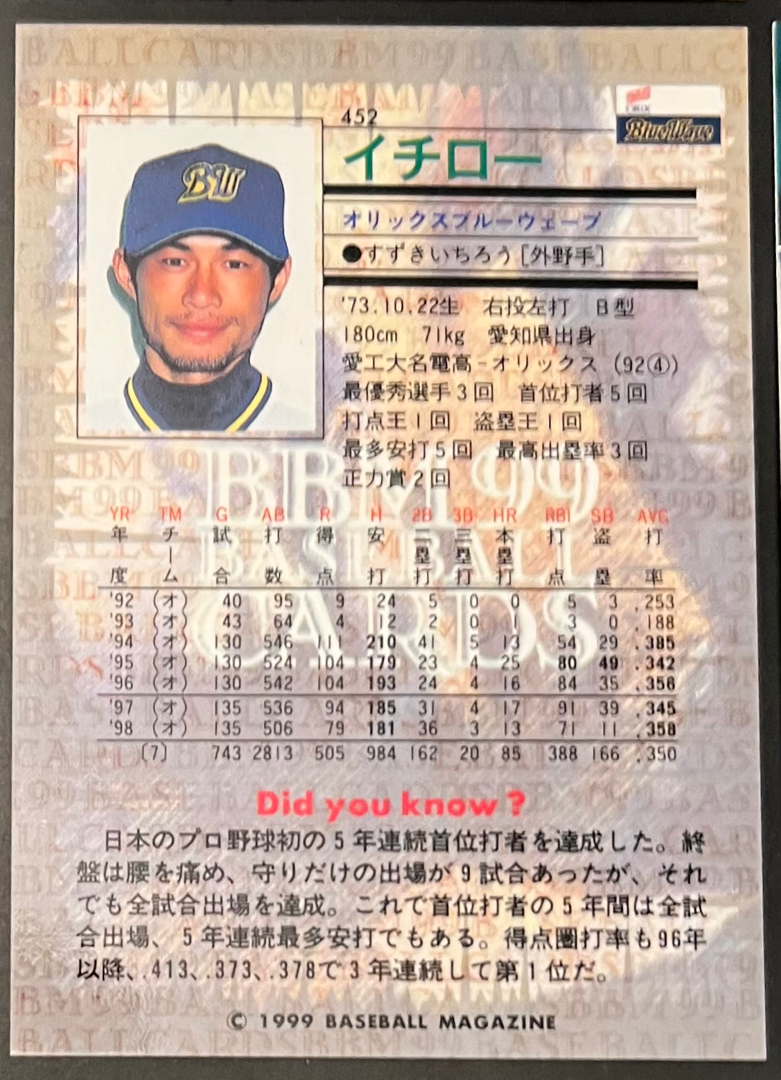 452
BlueWave
イチロー
オリックスブルーウェーブ
●すずきいちろう［外野手］
BW
'73.10.22生 右投左打 B型
180cm 71kg 愛知県出身
愛工大名電高-オリックス（92④）
最優秀選手3回 首位打者5回
打点王1回 盗塁王1回
最多安打5回 最高出塁率3回
正力賞2回
BBM 99
BASEBALL
CARDS
YR TM G AB R H 2B 3B HR RBI SB AVG
年度 チーム 試合 打数 得点 安打 二塁打 三塁打 本塁打 打点 盗塁 打率
'92 (オ) 40 95 9 24 5 0 0 5 3 .253
'93 (オ) 43 64 4 12 2 0 1 3 0 .188
'94 (オ) 130 546 111 210 41 5 13 54 29 .385
'95 (オ) 130 524 104 179 23 4 25 80 49 .342
'96 (オ) 130 542 104 193 24 4 16 84 35 .356
'97 (オ) 135 536 94 185 31 4 17 91 39 .345
'98 (オ) 135 506 79 181 36 3 13 71 11 .358
〔7〕 743 2813 505 984 162 20 85 388 166 .350
Did you know?
日本のプロ野球初の5年連続首位打者を達成した。終
盤は腰を痛め、守りだけの出場が9試合あったが、それ
でも全試合出場を達成。これで首位打者の5年間は全試
合出場、5年連続最多安打でもある。得点圏打率も96年
以降、.413、.373、.378で3年連続して第1位だ。
© 1999 BASEBALL MAGAZINE